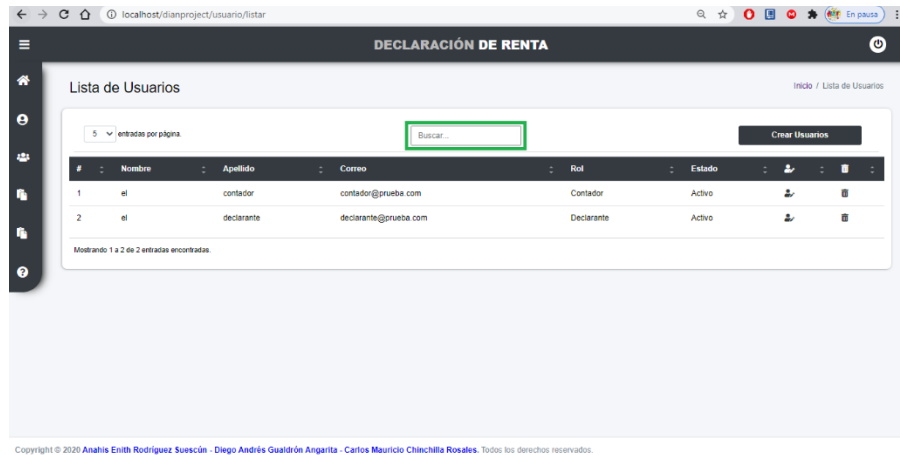 localhost/dianproject/usuario/listar
En pausa
DECLARACIÓN DE RENTA
Lista de Usuarios
Inicio / Lista de Usuarios
5 entradas por página.
Buscar...
Crear Usuarios
# Nombre Apellido Correo Rol Estado
1 el contador contador@prueba.com Contador Activo
2 el declarante declarante@prueba.com Declarante Activo
Mostrando 1 a 2 de 2 entradas encontradas.
Copyright © 2020 Anahis Enith Rodríguez Suescún - Diego Andrés Gualdrón Angarita - Carlos Mauricio Chinchilla Rosales. Todos los derechos reservados.